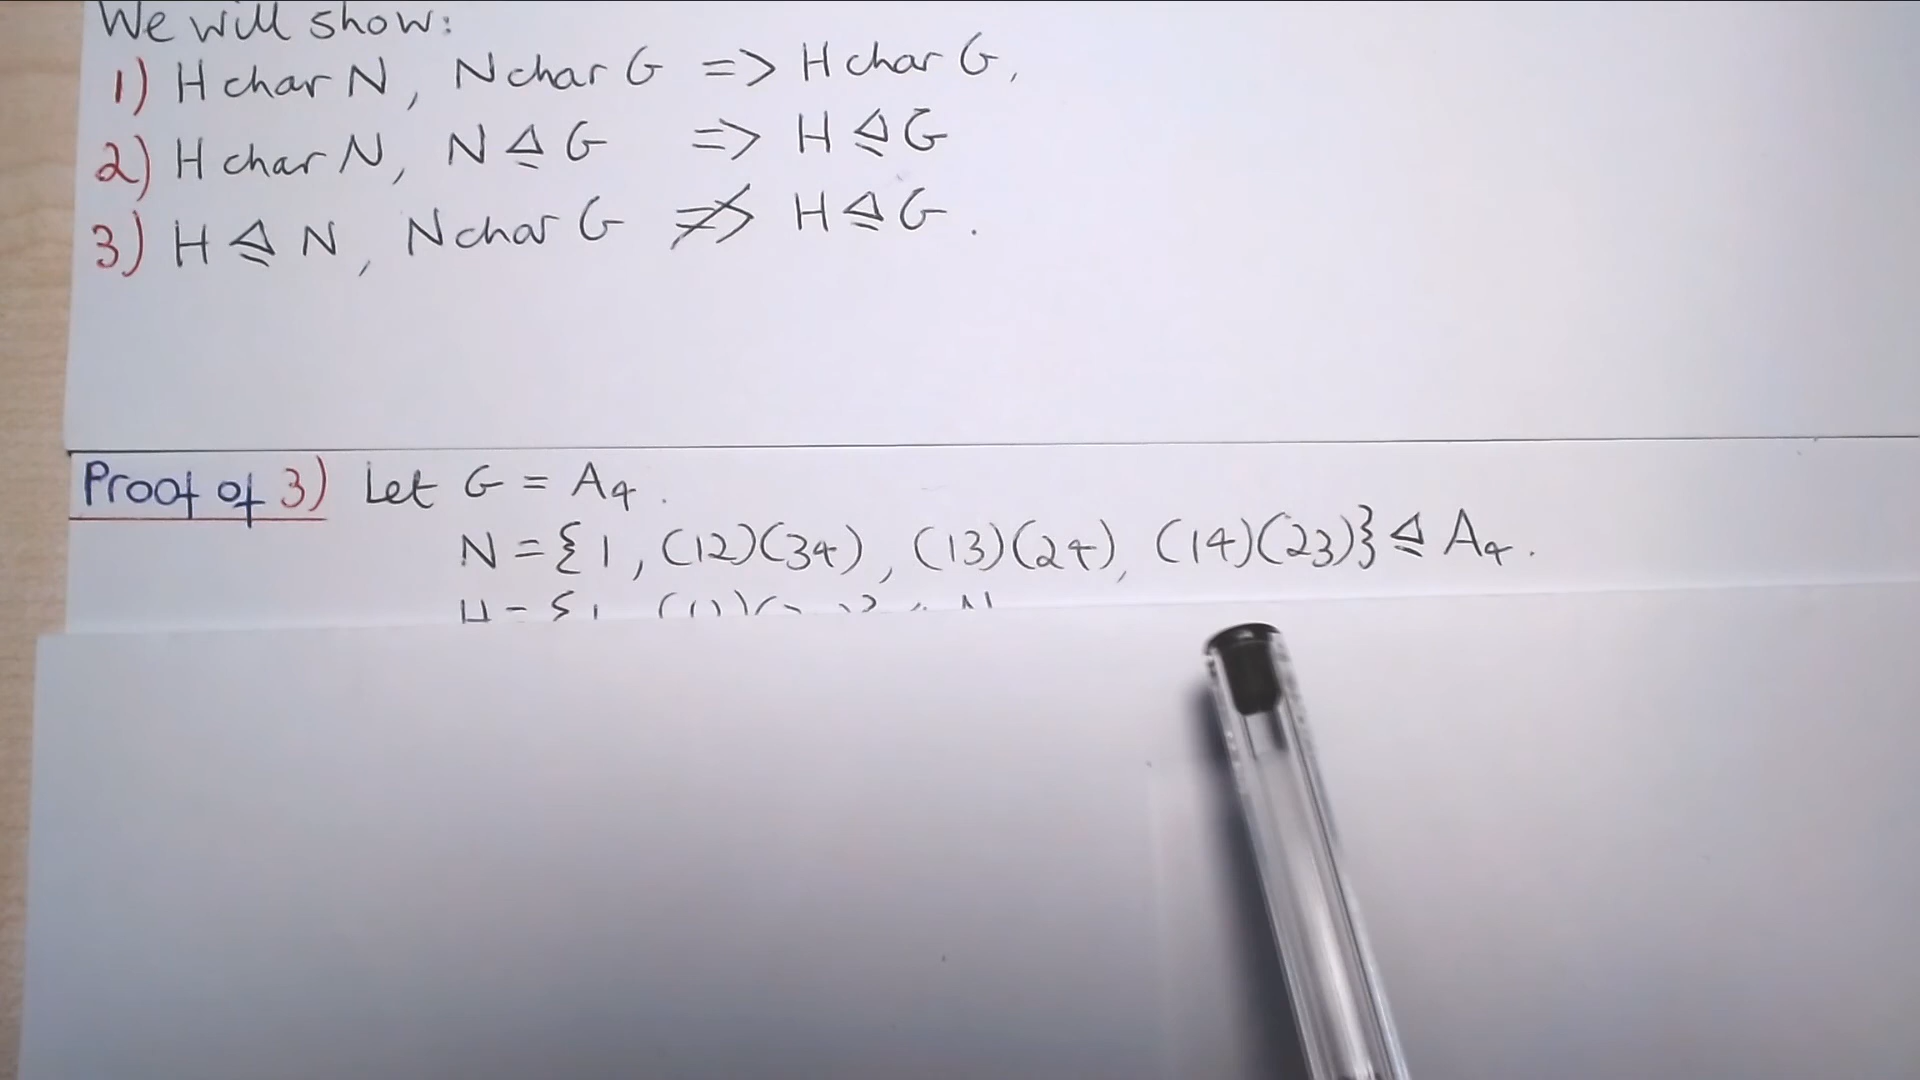 We will show:
1) H char N, N char G => H char G,
2) H char N, N ⊴ G => H ⊴ G
3) H ⊴ N, N char G ≠> H ⊴ G.
Proof of 3) Let G = A₄.
N = {1, (12)(34), (13)(24), (14)(23)} ⊴ A₄.